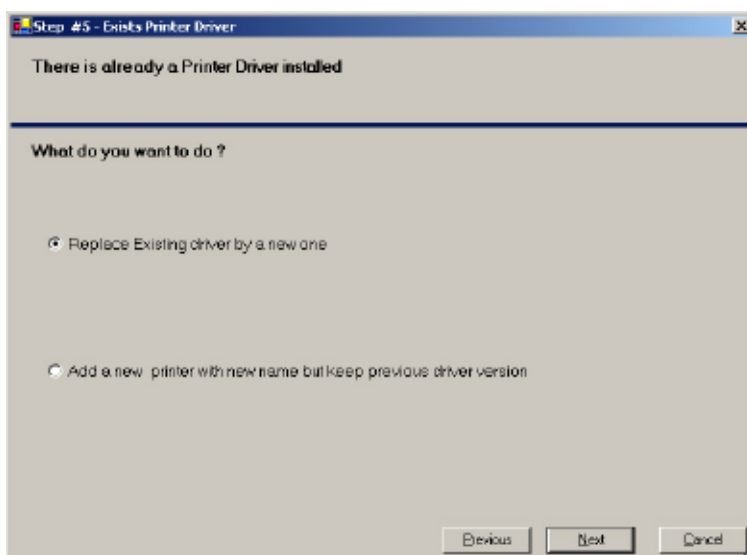 Step #5 - Exists Printer Driver
There is already a Printer Driver installed
What do you want to do ?
Replace Existing driver by a new one
Add a new printer with new name but keep previous driver version
Previous Next Cancel